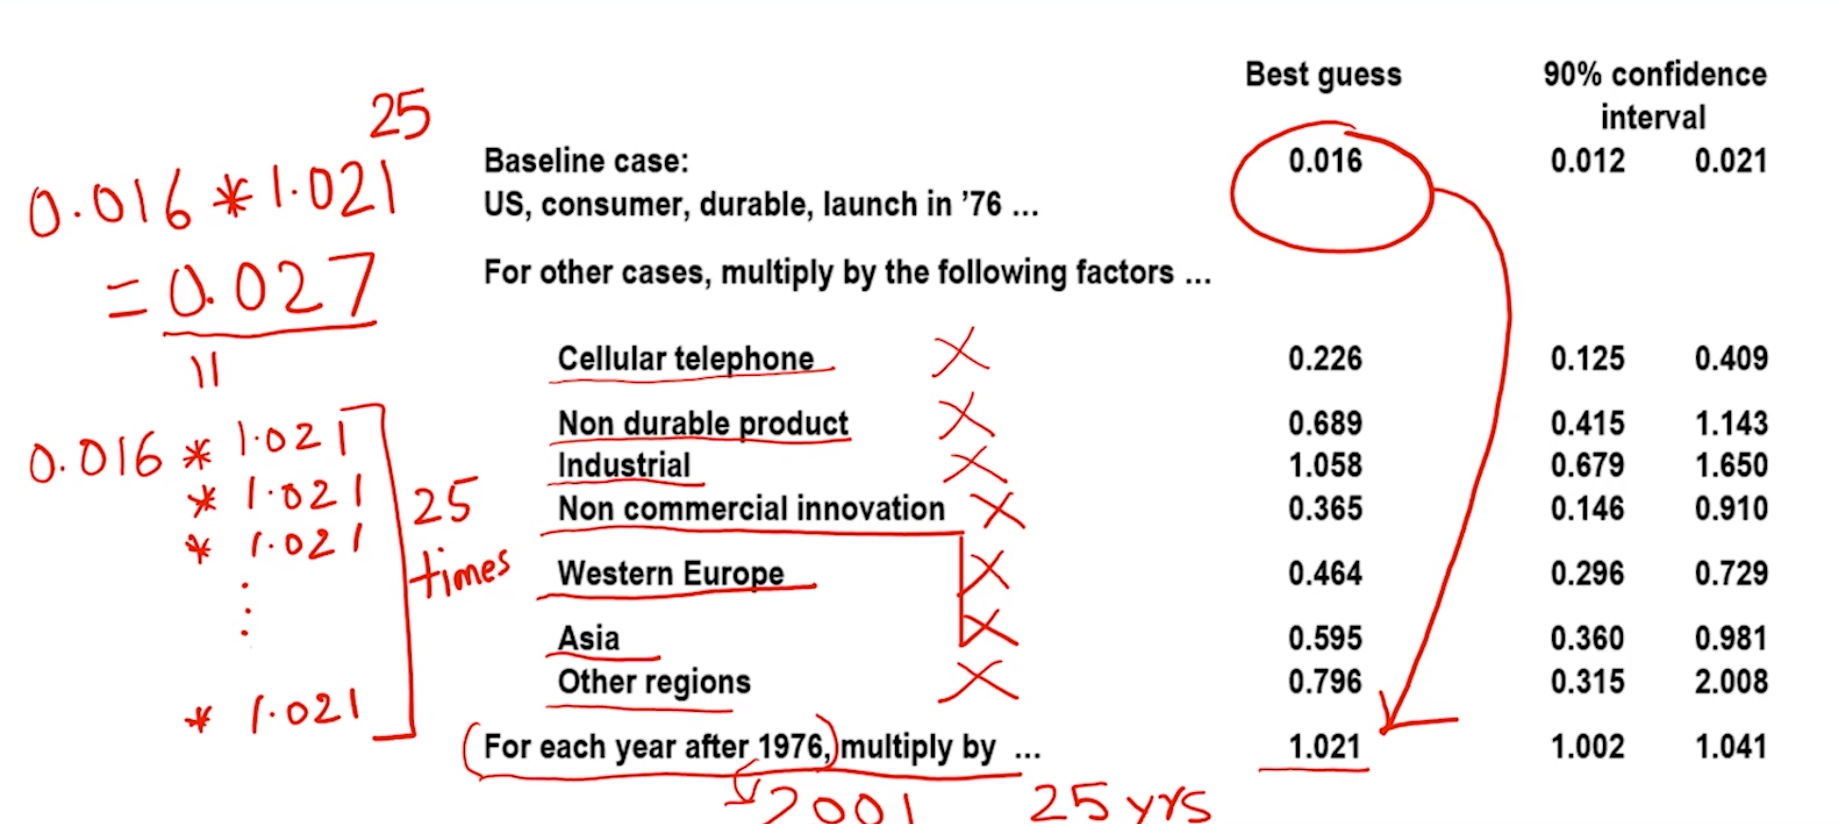 Best guess 90% confidence
interval
25
0.016 * 1.021
= 0.027
||
0.016 * 1.021
* 1.021
* 1.021
⋮
* 1.021
25
times
Baseline case: 0.016 0.012 0.021
US, consumer, durable, launch in ’76 ...
For other cases, multiply by the following factors ...
Cellular telephone X 0.226 0.125 0.409
Non durable product X 0.689 0.415 1.143
Industrial X 1.058 0.679 1.650
Non commercial innovation X 0.365 0.146 0.910
Western Europe X 0.464 0.296 0.729
Asia X 0.595 0.360 0.981
Other regions X 0.796 0.315 2.008
For each year after 1976, multiply by ... 1.021 1.002 1.041
2001 25 yrs